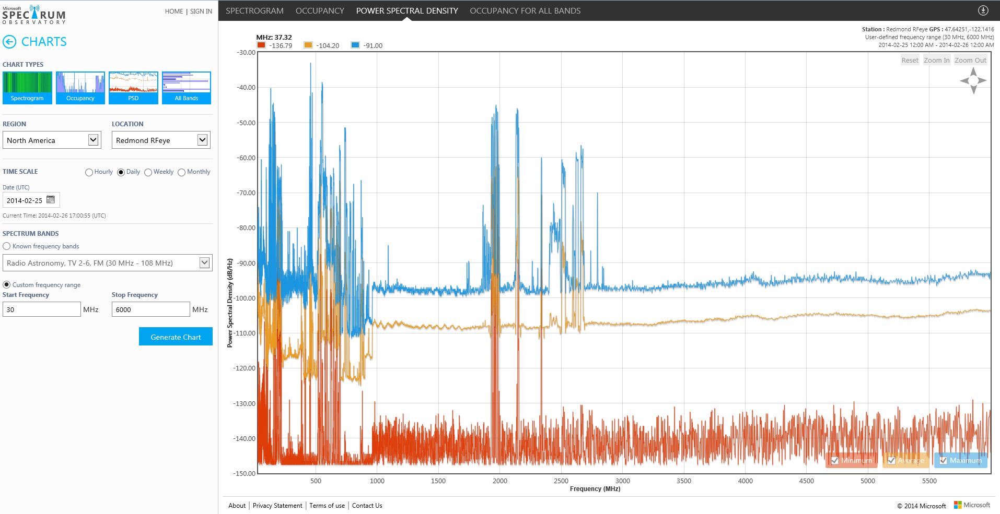 Microsoft
SPECTRUM
OBSERVATORY
HOME | SIGN IN
CHARTS
CHART TYPES
Spectrogram
Occupancy
PSD
All Bands
REGION
LOCATION
North America
Redmond RFeye
TIME SCALE
Hourly
Daily
Weekly
Monthly
Date (UTC)
2014-02-25
Current Time: 2014-02-26 17:00:55 (UTC)
SPECTRUM BANDS
Known frequency bands
Radio Astronomy, TV 2-6, FM (30 MHz - 108 MHz)
Custom frequency range
Start Frequency
Stop Frequency
30 MHz
6000 MHz
Generate Chart
SPECTROGRAM
OCCUPANCY
POWER SPECTRAL DENSITY
OCCUPANCY FOR ALL BANDS
Station : Redmond RFeye GPS : 47.64251,-122.1416
User-defined frequency range (30 MHz, 6000 MHz)
2014-02-25 12:00 AM - 2014-02-26 12:00 AM
MHz: 37.32
-136.79
-104.20
-91.00
Reset
Zoom In
Zoom Out
Power Spectral Density (dB/Hz)
-30.00
-40.00
-50.00
-60.00
-70.00
-80.00
-90.00
-100.00
-110.00
-120.00
-130.00
-140.00
-150.00
Minimum
Average
Maximum
500
1000
1500
2000
2500
3000
3500
4000
4500
5000
5500
Frequency (MHz)
About | Privacy Statement | Terms of use | Contact Us
© 2014 Microsoft
Microsoft